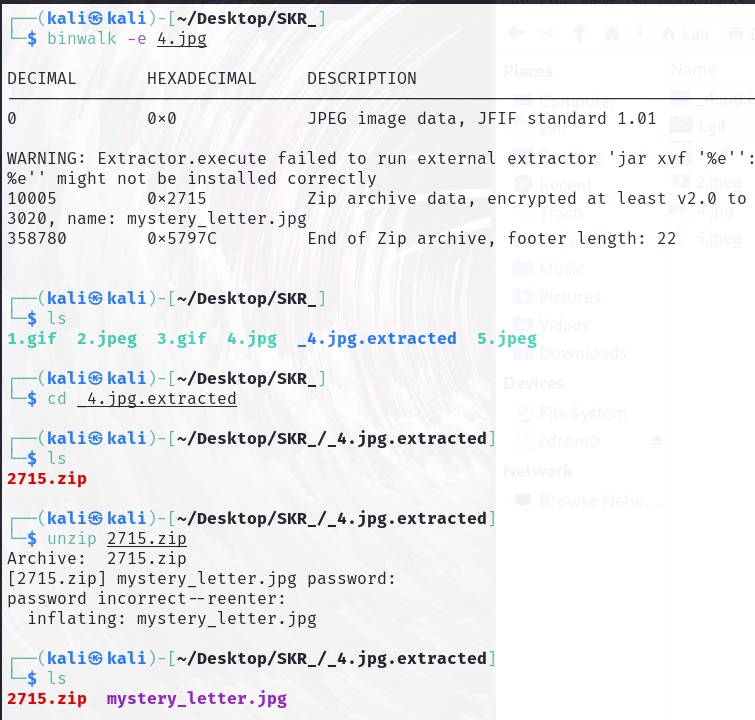 ┌──(kali㉿kali)-[~/Desktop/SKR_]
└─$ binwalk -e 4.jpg
DECIMAL       HEXADECIMAL     DESCRIPTION
--------------------------------------------------------------------------------
0             0x0             JPEG image data, JFIF standard 1.01
WARNING: Extractor.execute failed to run external extractor 'jar xvf '%e'':
%e'' might not be installed correctly
10005         0x2715          Zip archive data, encrypted at least v2.0 to
3020, name: mystery_letter.jpg
358780        0x5797C         End of Zip archive, footer length: 22
┌──(kali㉿kali)-[~/Desktop/SKR_]
└─$ ls
1.gif  2.jpeg  3.gif  4.jpg  _4.jpg.extracted  5.jpeg
┌──(kali㉿kali)-[~/Desktop/SKR_]
└─$ cd _4.jpg.extracted
┌──(kali㉿kali)-[~/Desktop/SKR_/_4.jpg.extracted]
└─$ ls
2715.zip
┌──(kali㉿kali)-[~/Desktop/SKR_/_4.jpg.extracted]
└─$ unzip 2715.zip
Archive:  2715.zip
[2715.zip] mystery_letter.jpg password:
password incorrect--reenter:
  inflating: mystery_letter.jpg
┌──(kali㉿kali)-[~/Desktop/SKR_/_4.jpg.extracted]
└─$ ls
2715.zip  mystery_letter.jpg
File Edit View Go Bookmarks
kali
Places
Name
Computer
_4.jpg
kali
1.gif
Recent
2.jpeg
Trash
4.jpg
5.jpeg
Music
Pictures
Videos
Downloads
Devices
File System
cdrom0
Network
Browse Netw…